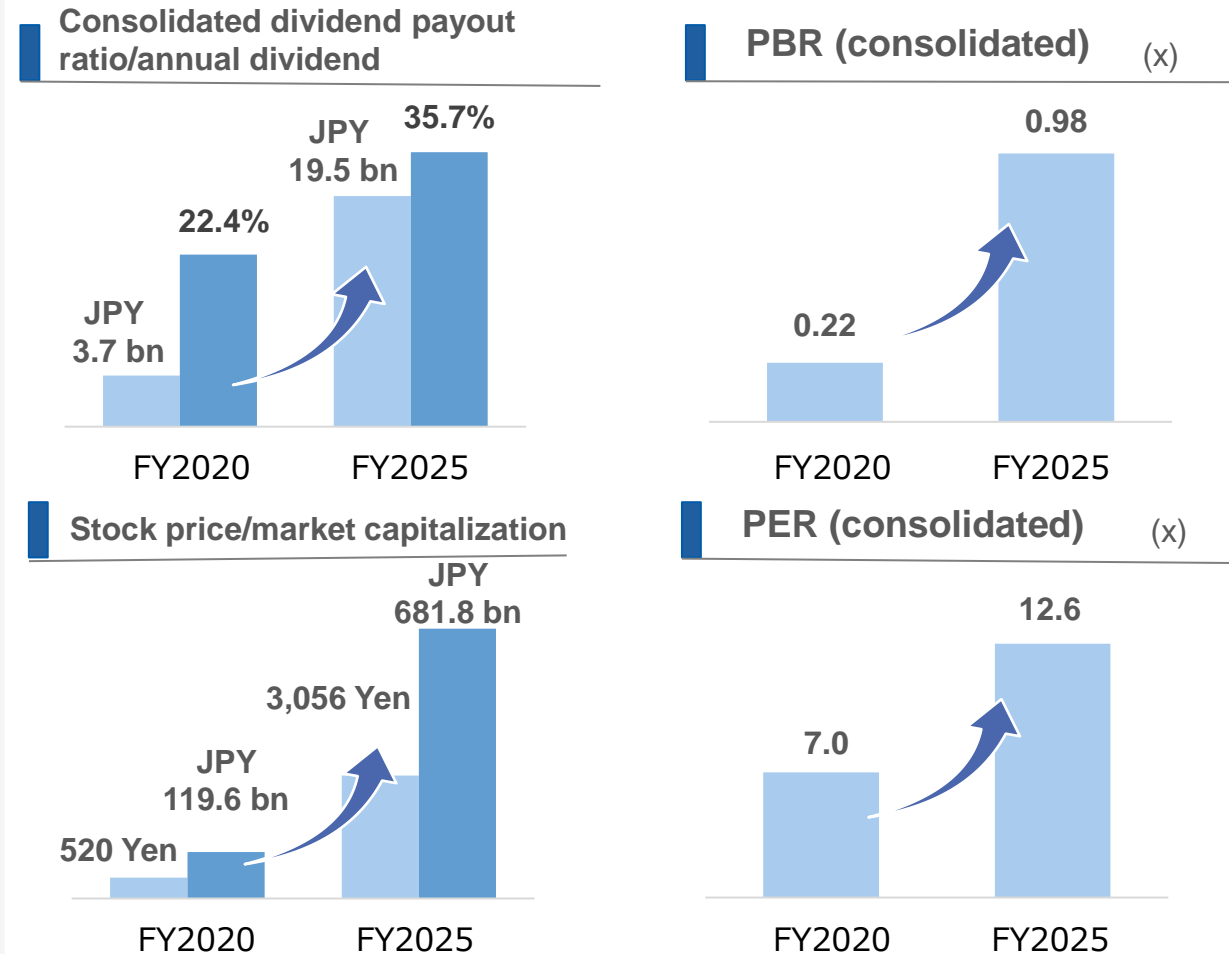 Consolidated dividend payout
ratio/annual dividend
JPY
3.7 bn
22.4%
JPY
19.5 bn
35.7%
FY2020
FY2025
PBR (consolidated)
(x)
0.22
0.98
FY2020
FY2025
Stock price/market capitalization
520 Yen
JPY
119.6 bn
3,056 Yen
JPY
681.8 bn
FY2020
FY2025
PER (consolidated)
(x)
7.0
12.6
FY2020
FY2025